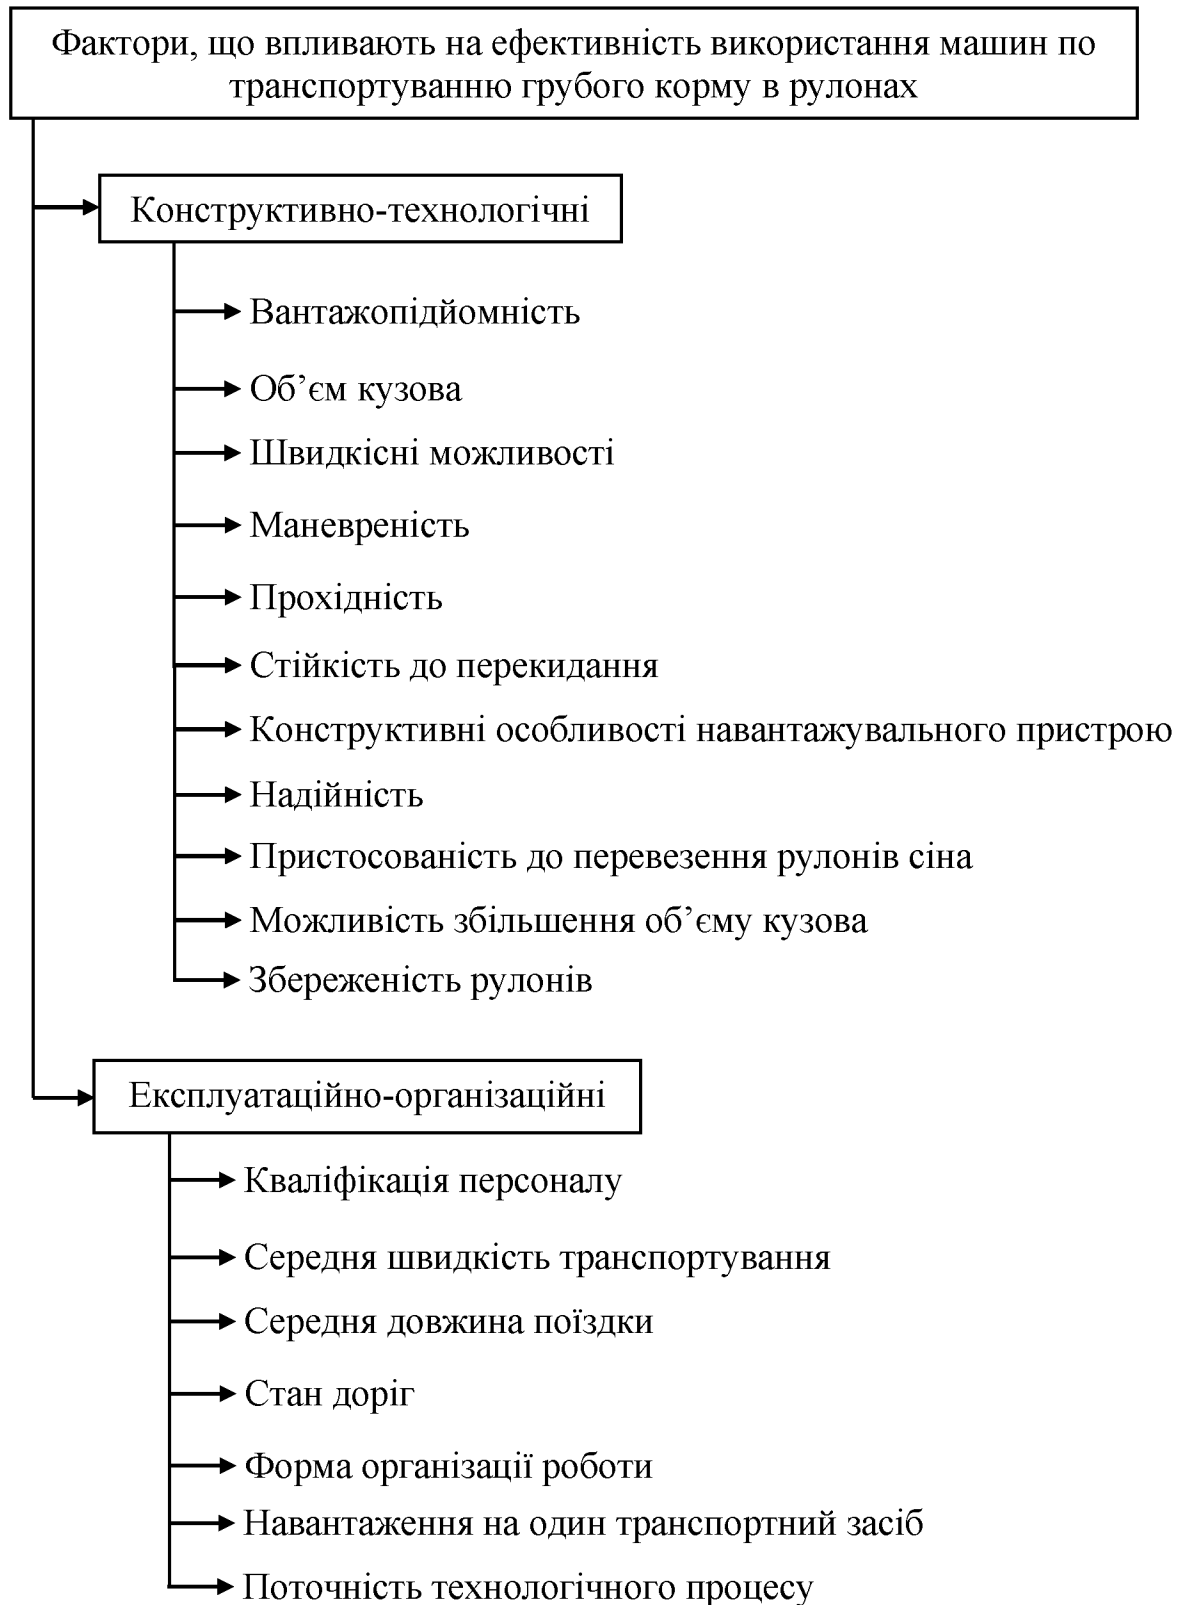 Фактори, що впливають на ефективність використання машин по
транспортуванню грубого корму в рулонах
Конструктивно-технологічні
Вантажопідйомність
Об’єм кузова
Швидкісні можливості
Маневреність
Прохідність
Стійкість до перекидання
Конструктивні особливості навантажувального пристрою
Надійність
Пристосованість до перевезення рулонів сіна
Можливість збільшення об’єму кузова
Збереженість рулонів
Експлуатаційно-організаційні
Кваліфікація персоналу
Середня швидкість транспортування
Середня довжина поїздки
Стан доріг
Форма організації роботи
Навантаження на один транспортний засіб
Поточність технологічного процесу